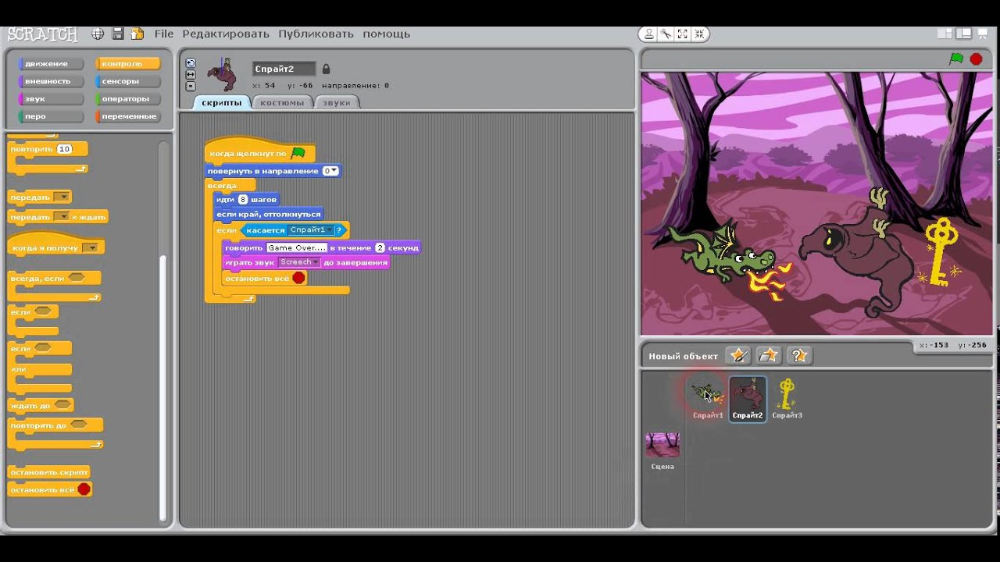 SCRATCH File Редактировать Публиковать помощь
движение контроль
внешность сенсоры
звук операторы
перо переменные
Спрайт2
x: 54 y: -66 направление: 0
скрипты костюмы звуки
повторить 10
передать
передать и ждать
когда я получу
всегда, если
если
если
или
ждать до
повторять до
остановить скрипт
остановить всё
когда щелкнут по
повернуть в направление 0
всегда
идти 8 шагов
если край, оттолкнуться
если касается Спрайт1 ?
говорить Game Over.... в течение 2 секунд
играть звук Screech до завершения
остановить всё
x: -153 y: -256
Новый объект
Спрайт1 Спрайт2 Спрайт3
Сцена